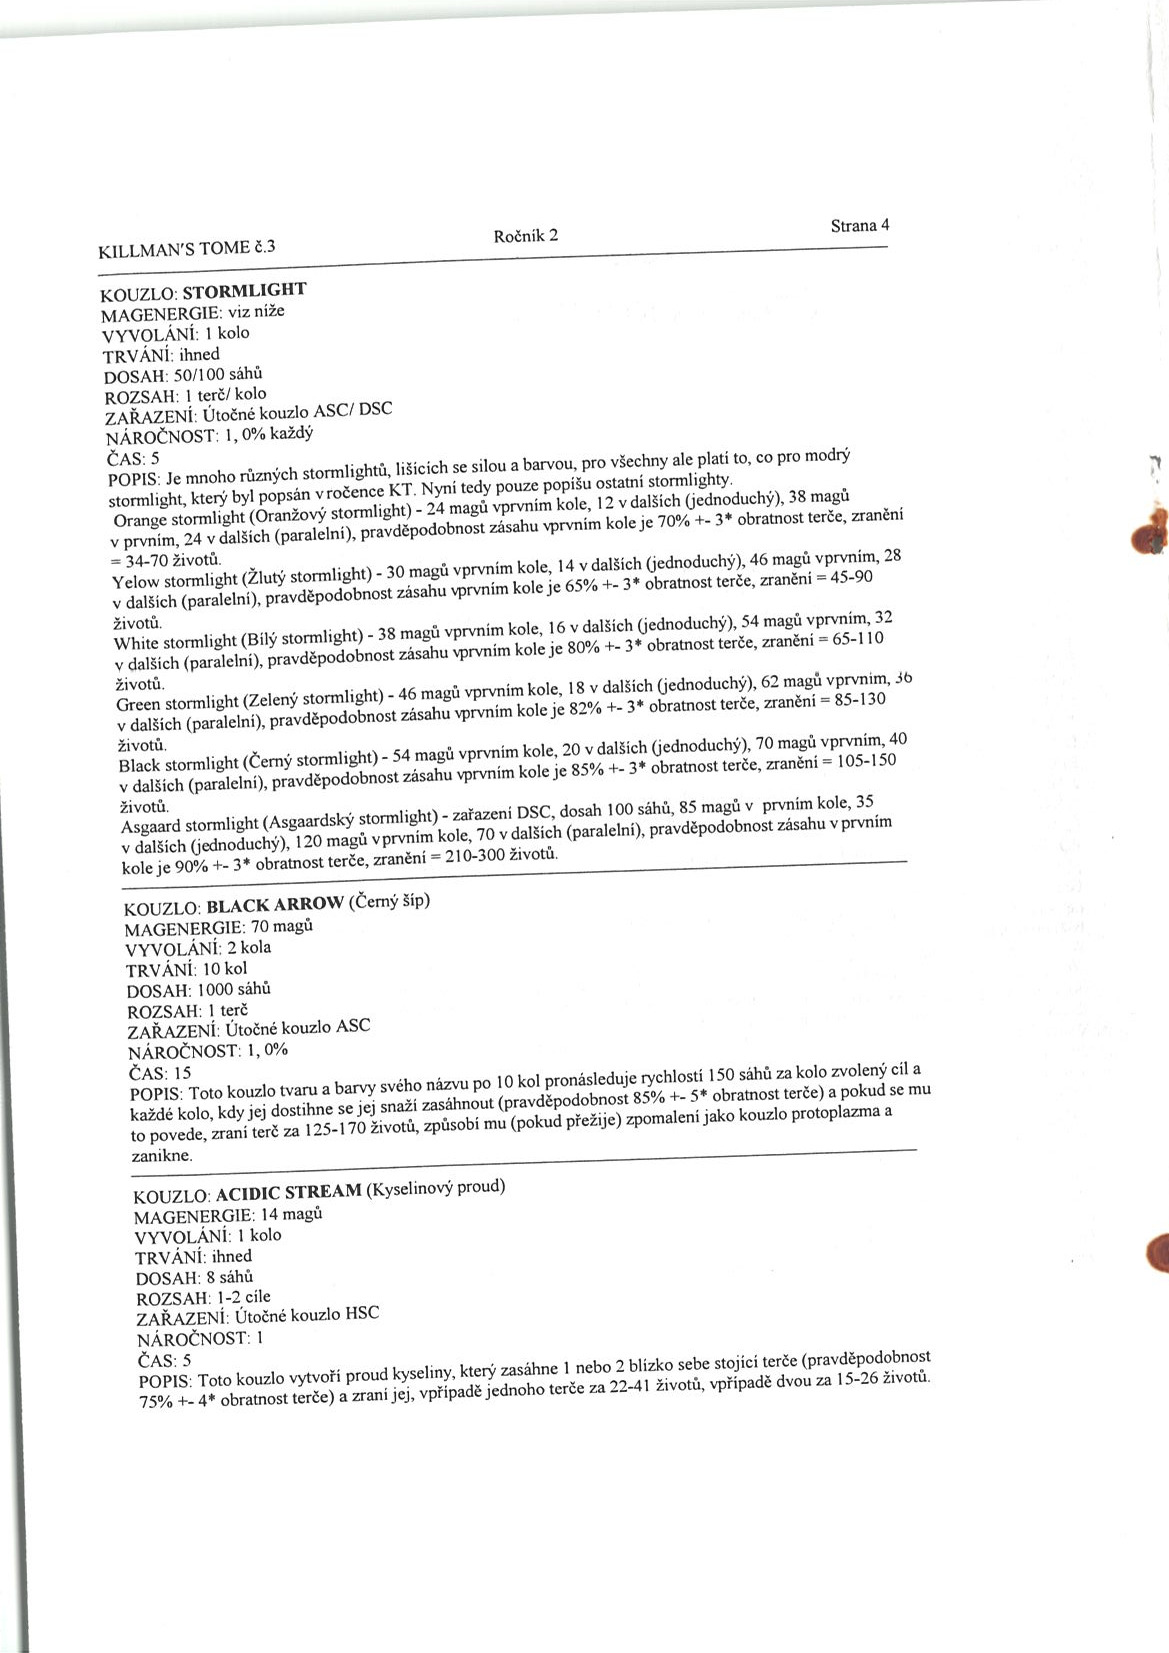 KILLMAN'S TOME č.3 Ročník 2 Strana 4
KOUZLO: STORMLIGHT
MAGENERGIE: viz níže
VYVOLÁNÍ: 1 kolo
TRVÁNÍ: ihned
DOSAH: 50/100 sáhů
ROZSAH: 1 terč/ kolo
ZAŘAZENÍ: Útočné kouzlo ASC/ DSC
NÁROČNOST: 1, 0% každý
ČAS: 5
POPIS: Je mnoho různých stormlightů, lišících se silou a barvou, pro všechny ale platí to, co pro modrý
stormlight, který byl popsán v ročence KT. Nyní tedy pouze popíšu ostatní stormlighty.
Orange stormlight (Oranžový stormlight) - 24 magů vprvním kole, 12 v dalších (jednoduchý), 38 magů
v prvním, 24 v dalších (paralelní), pravděpodobnost zásahu vprvním kole je 70% +- 3* obratnost terče, zranění
= 34-70 životů.
Yelow stormlight (Žlutý stormlight) - 30 magů vprvním kole, 14 v dalších (jednoduchý), 46 magů vprvním, 28
v dalších (paralelní), pravděpodobnost zásahu vprvním kole je 65% +- 3* obratnost terče, zranění = 45-90
životů.
White stormlight (Bílý stormlight) - 38 magů vprvním kole, 16 v dalších (jednoduchý), 54 magů vprvním, 32
v dalších (paralelní), pravděpodobnost zásahu vprvním kole je 80% +- 3* obratnost terče, zranění = 65-110
životů.
Green stormlight (Zelený stormlight) - 46 magů vprvním kole, 18 v dalších (jednoduchý), 62 magů vprvním, 36
v dalších (paralelní), pravděpodobnost zásahu vprvním kole je 82% +- 3* obratnost terče, zranění = 85-130
životů.
Black stormlight (Černý stormlight) - 54 magů vprvním kole, 20 v dalších (jednoduchý), 70 magů vprvním, 40
v dalších (paralelní), pravděpodobnost zásahu vprvním kole je 85% +- 3* obratnost terče, zranění = 105-150
životů.
Asgaard stormlight (Asgaardský stormlight) - zařazení DSC, dosah 100 sáhů, 85 magů v prvním kole, 35
v dalších (jednoduchý), 120 magů vprvním kole, 70 v dalších (paralelní), pravděpodobnost zásahu v prvním
kole je 90% +- 3* obratnost terče, zranění = 210-300 životů.
KOUZLO: BLACK ARROW (Černý šíp)
MAGENERGIE: 70 magů
VYVOLÁNÍ: 2 kola
TRVÁNÍ: 10 kol
DOSAH: 1000 sáhů
ROZSAH: 1 terč
ZAŘAZENÍ: Útočné kouzlo ASC
NÁROČNOST: 1, 0%
ČAS: 15
POPIS: Toto kouzlo tvaru a barvy svého názvu po 10 kol pronásleduje rychlostí 150 sáhů za kolo zvolený cíl a
každé kolo, kdy jej dostihne se jej snaží zasáhnout (pravděpodobnost 85% +- 5* obratnost terče) a pokud se mu
to povede, zraní terč za 125-170 životů, způsobí mu (pokud přežije) zpomalení jako kouzlo protoplazma a
zanikne.
KOUZLO: ACIDIC STREAM (Kyselinový proud)
MAGENERGIE: 14 magů
VYVOLÁNÍ: 1 kolo
TRVÁNÍ: ihned
DOSAH: 8 sáhů
ROZSAH: 1-2 cíle
ZAŘAZENÍ: Útočné kouzlo HSC
NÁROČNOST: 1
ČAS: 5
POPIS: Toto kouzlo vytvoří proud kyseliny, který zasáhne 1 nebo 2 blízko sebe stojící terče (pravděpodobnost
75% +- 4* obratnost terče) a zraní jej, vpřípadě jednoho terče za 22-41 životů, vpřípadě dvou za 15-26 životů.